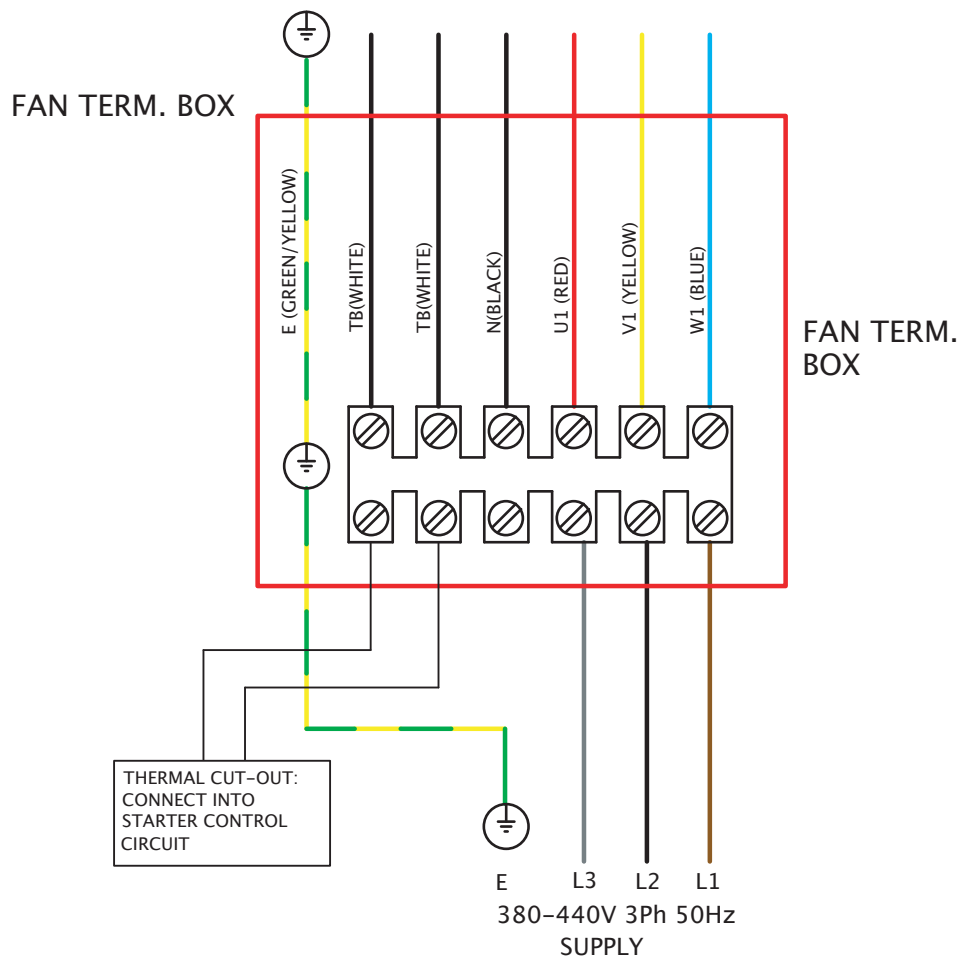 FAN TERM. BOX
E (GREEN/YELLOW)
TB(WHITE)
TB(WHITE)
N(BLACK)
U1 (RED)
V1 (YELLOW)
W1 (BLUE)
FAN TERM.
BOX
THERMAL CUT-OUT:
CONNECT INTO
STARTER CONTROL
CIRCUIT
E L3 L2 L1
380-440V 3Ph 50Hz
SUPPLY